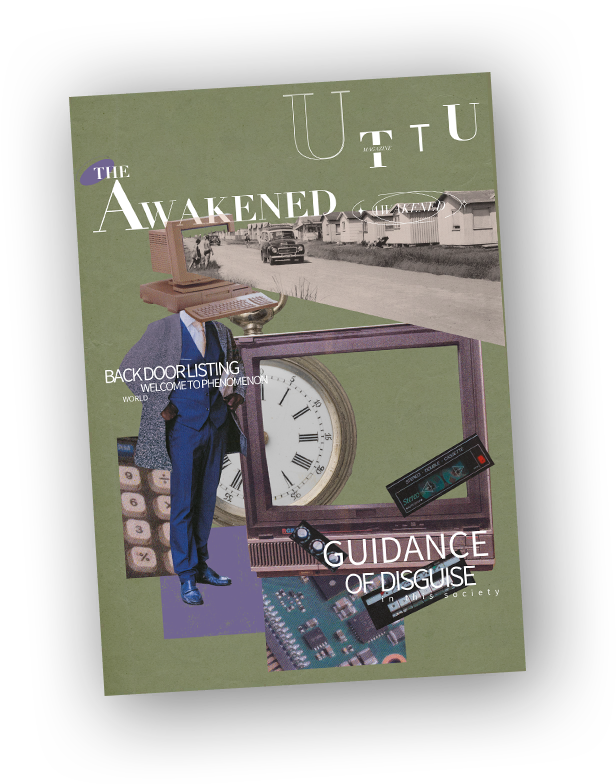 UTTU
MAGAZINE
THE
AWAKENED
AWAKENED
BACK DOOR LISTING
WELCOME TO PHENOMENON
WORLD
GUIDANCE
OF DISGUISE
in this society